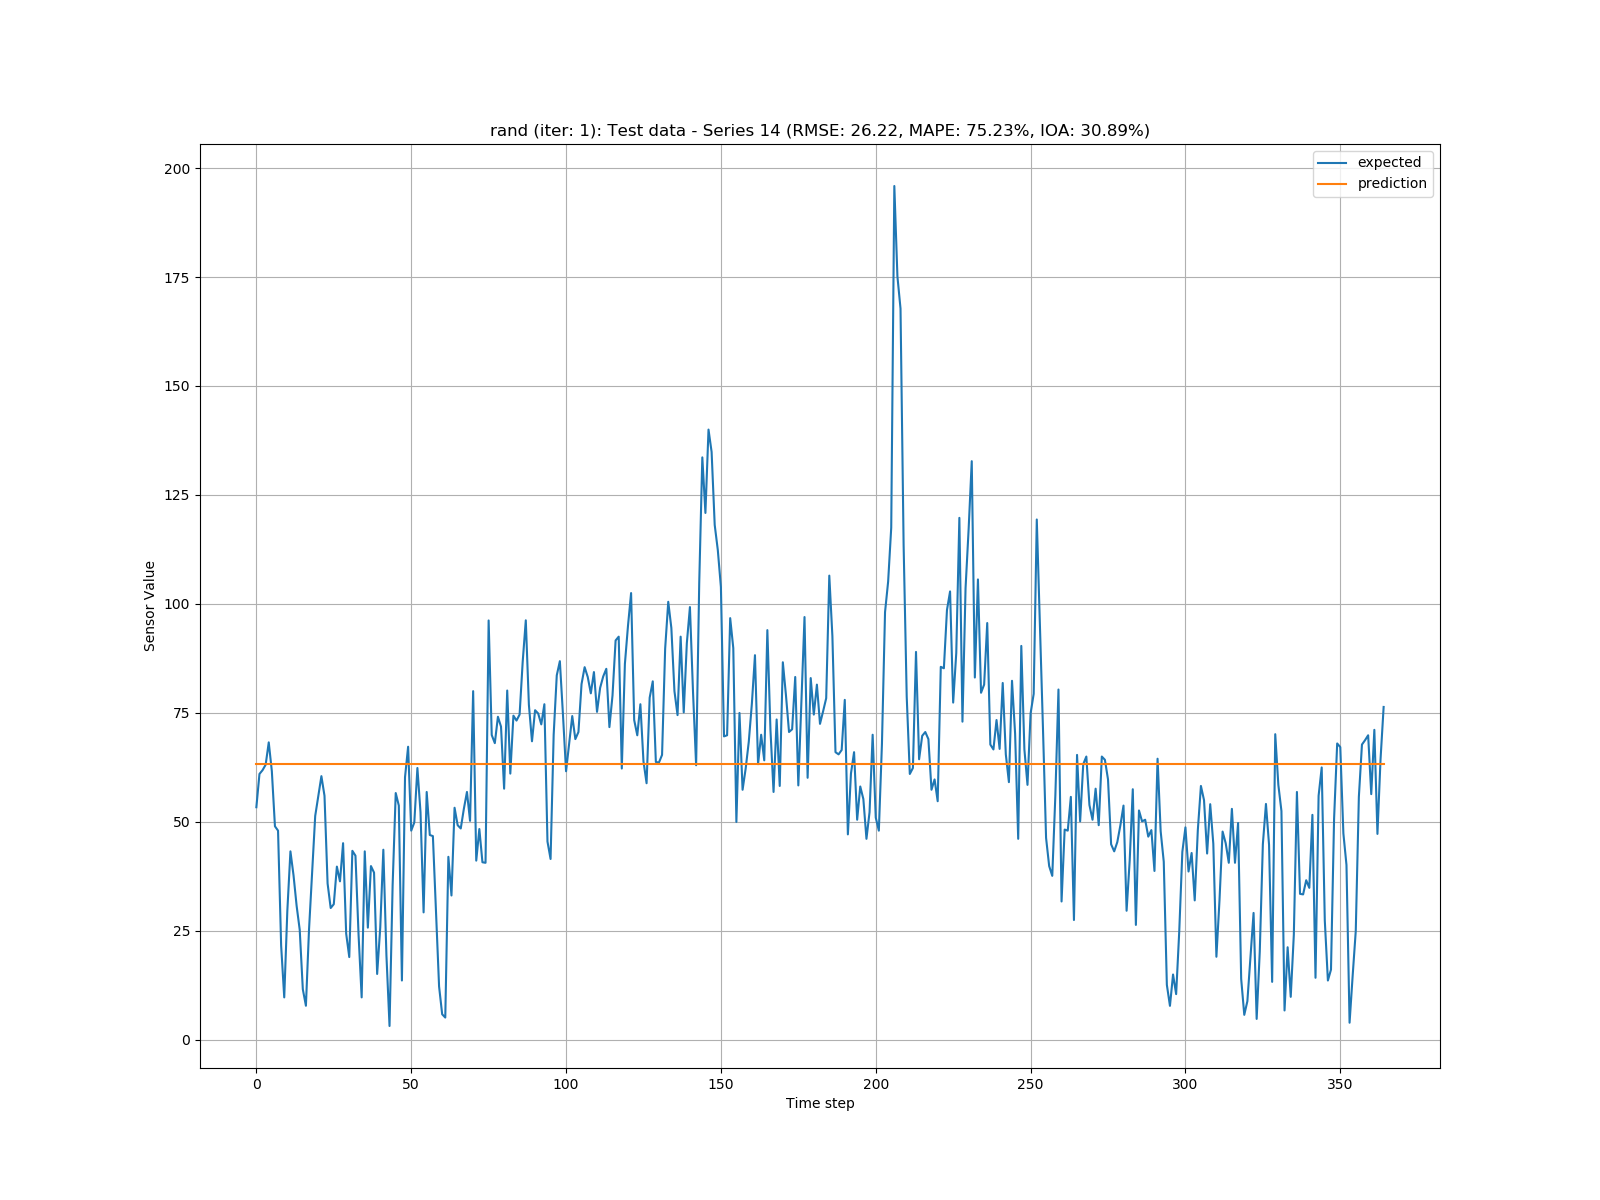 rand (iter: 1): Test data - Series 14 (RMSE: 26.22, MAPE: 75.23%, IOA: 30.89%)
expected
prediction
200
175
150
125
100
75
50
25
0
Sensor Value
0 50 100 150 200 250 300 350
Time step